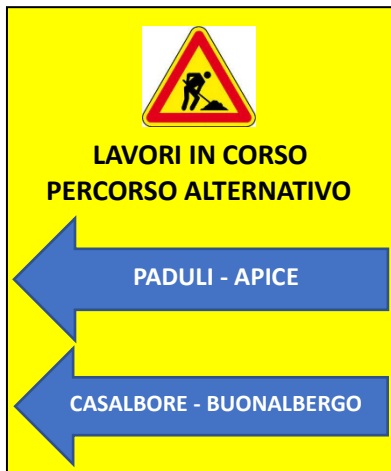 LAVORI IN CORSO
PERCORSO ALTERNATIVO
PADULI - APICE
CASALBORE - BUONALBERGO